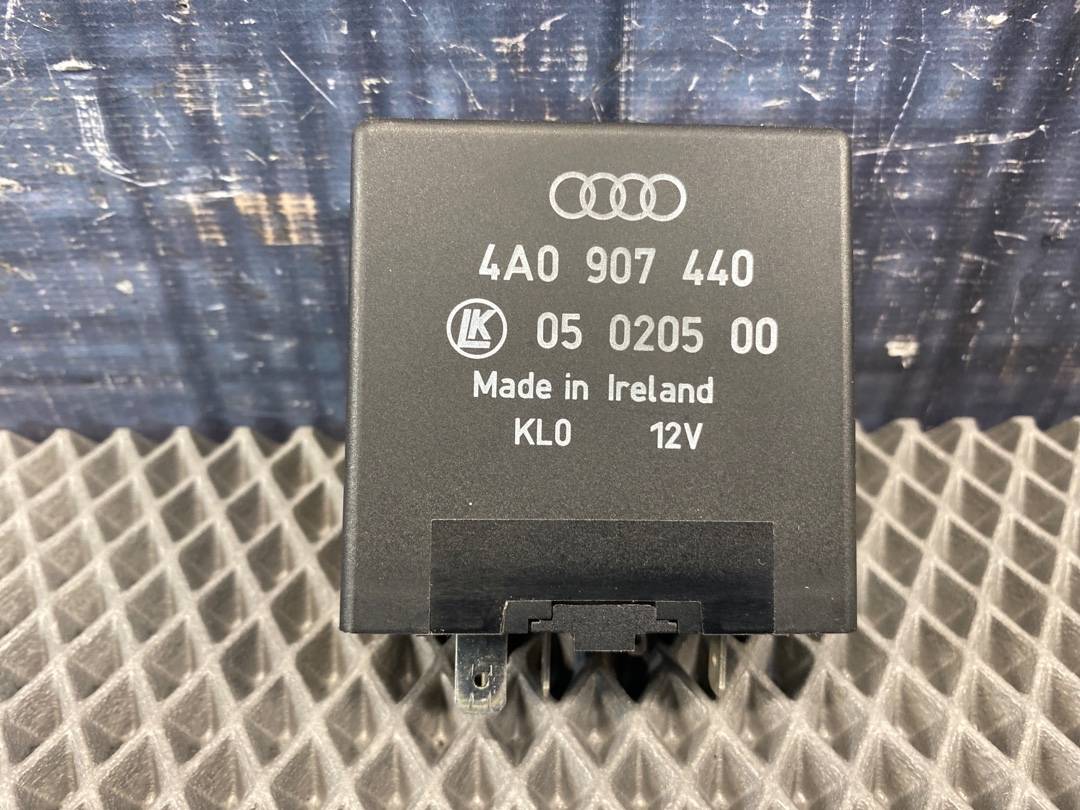 4A0 907 440
LK 05 0205 00
Made in Ireland
KL0 12V